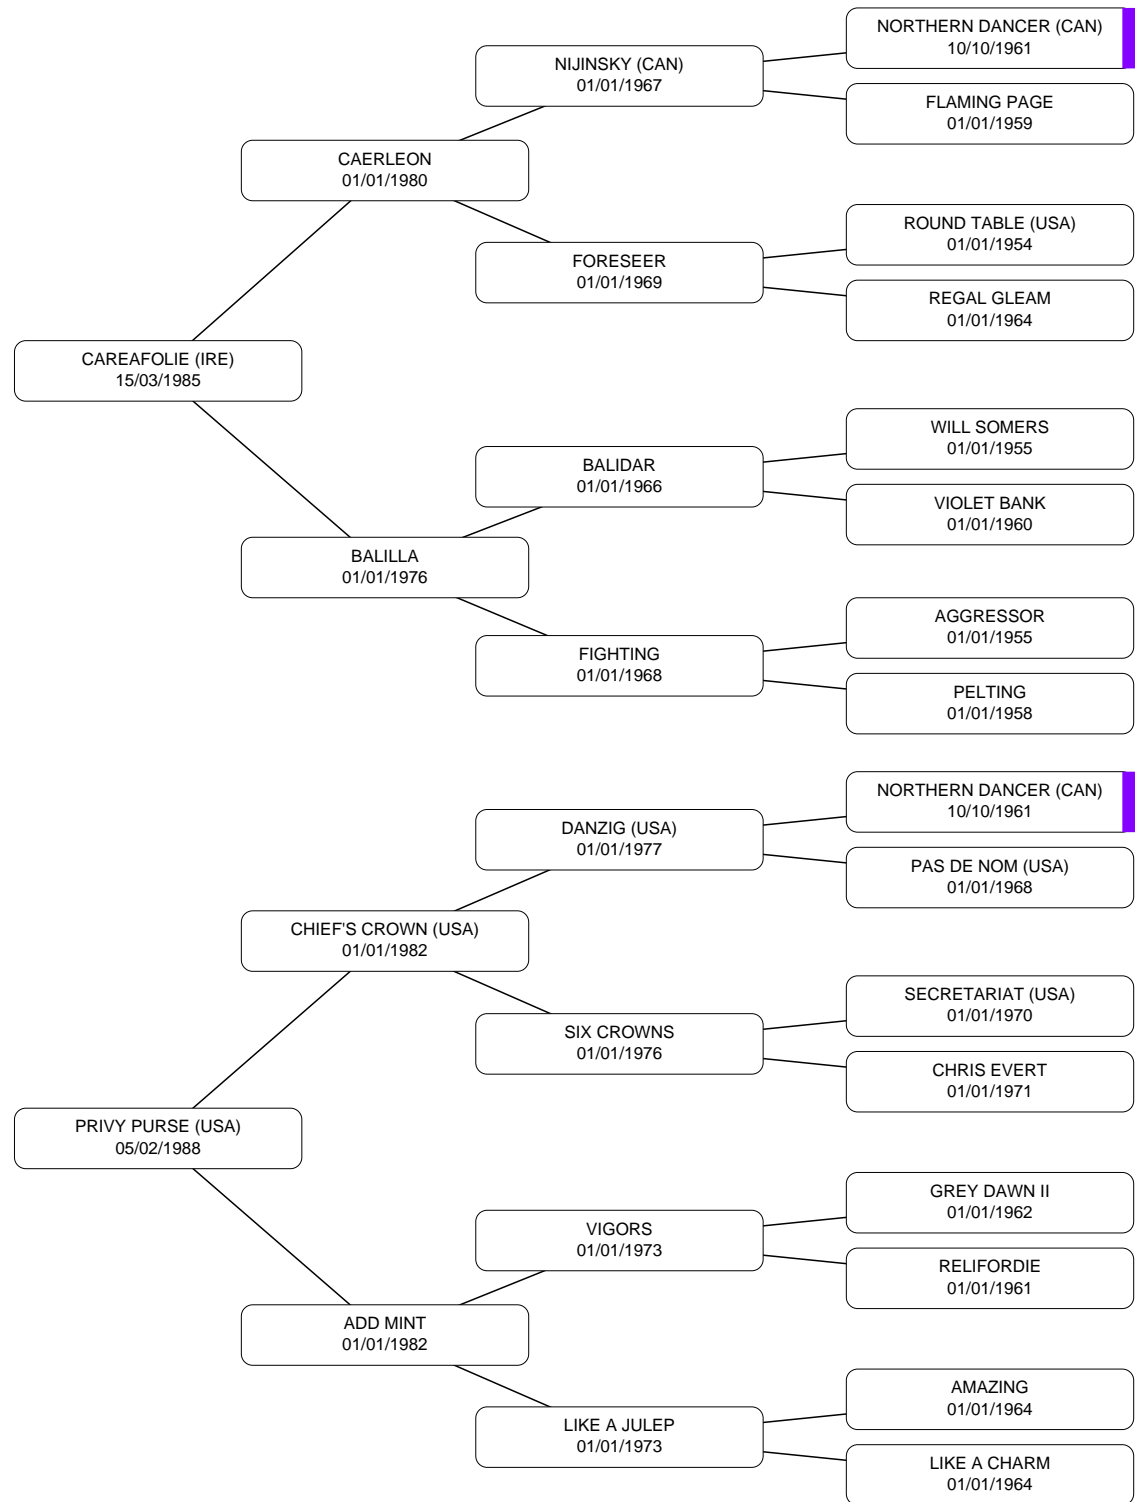 NORTHERN DANCER (CAN)
10/10/1961
NIJINSKY (CAN)
01/01/1967
FLAMING PAGE
01/01/1959
CAERLEON
01/01/1980
ROUND TABLE (USA)
01/01/1954
FORESEER
01/01/1969
REGAL GLEAM
01/01/1964
CAREAFOLIE (IRE)
15/03/1985
WILL SOMERS
01/01/1955
BALIDAR
01/01/1966
VIOLET BANK
01/01/1960
BALILLA
01/01/1976
AGGRESSOR
01/01/1955
FIGHTING
01/01/1968
PELTING
01/01/1958
NORTHERN DANCER (CAN)
10/10/1961
DANZIG (USA)
01/01/1977
PAS DE NOM (USA)
01/01/1968
CHIEF'S CROWN (USA)
01/01/1982
SECRETARIAT (USA)
01/01/1970
SIX CROWNS
01/01/1976
CHRIS EVERT
01/01/1971
PRIVY PURSE (USA)
05/02/1988
GREY DAWN II
01/01/1962
VIGORS
01/01/1973
RELIFORDIE
01/01/1961
ADD MINT
01/01/1982
AMAZING
01/01/1964
LIKE A JULEP
01/01/1973
LIKE A CHARM
01/01/1964